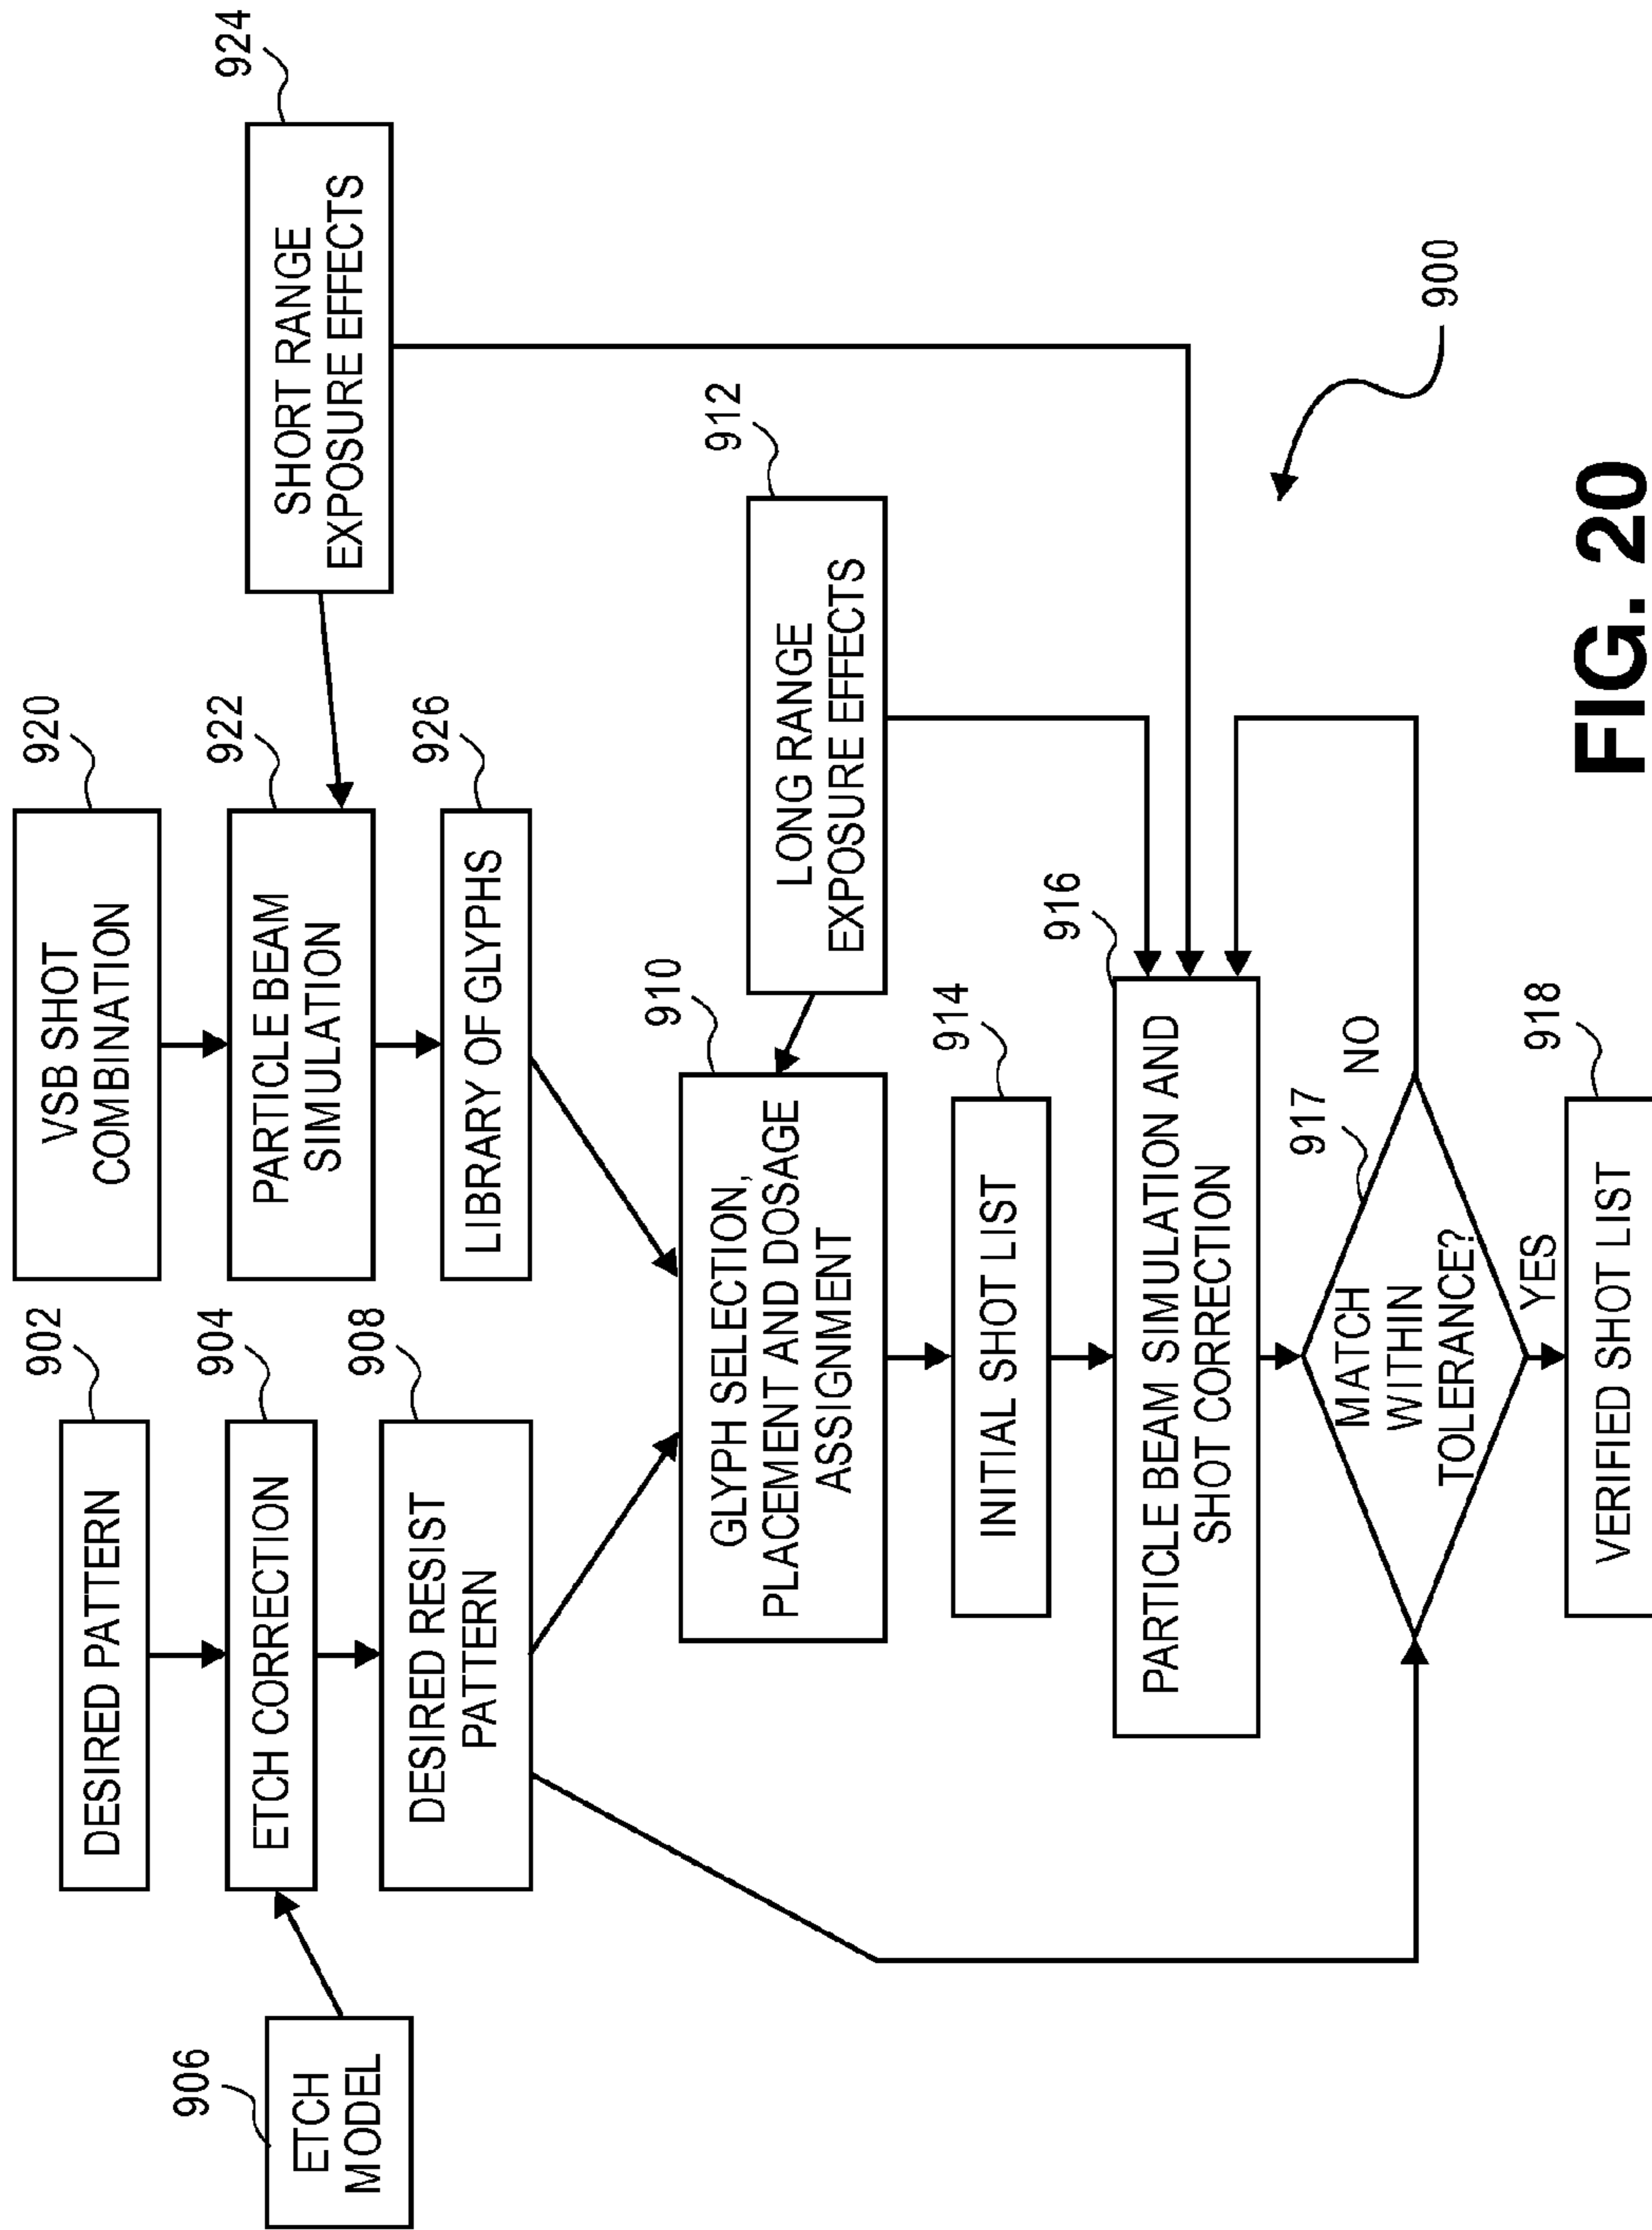 906
ETCH
MODEL
902
DESIRED PATTERN
904
ETCH CORRECTION
908
DESIRED RESIST
PATTERN
920
VSB SHOT
COMBINATION
922
PARTICLE BEAM
SIMULATION
926
LIBRARY OF GLYPHS
924
SHORT RANGE
EXPOSURE EFFECTS
910
GLYPH SELECTION,
PLACEMENT AND DOSAGE
ASSIGNMENT
912
LONG RANGE
EXPOSURE EFFECTS
914
INITIAL SHOT LIST
916
PARTICLE BEAM SIMULATION AND
SHOT CORRECTION
917
MATCH
WITHIN
TOLERANCE?
NO
YES
918
VERIFIED SHOT LIST
900
FIG. 20